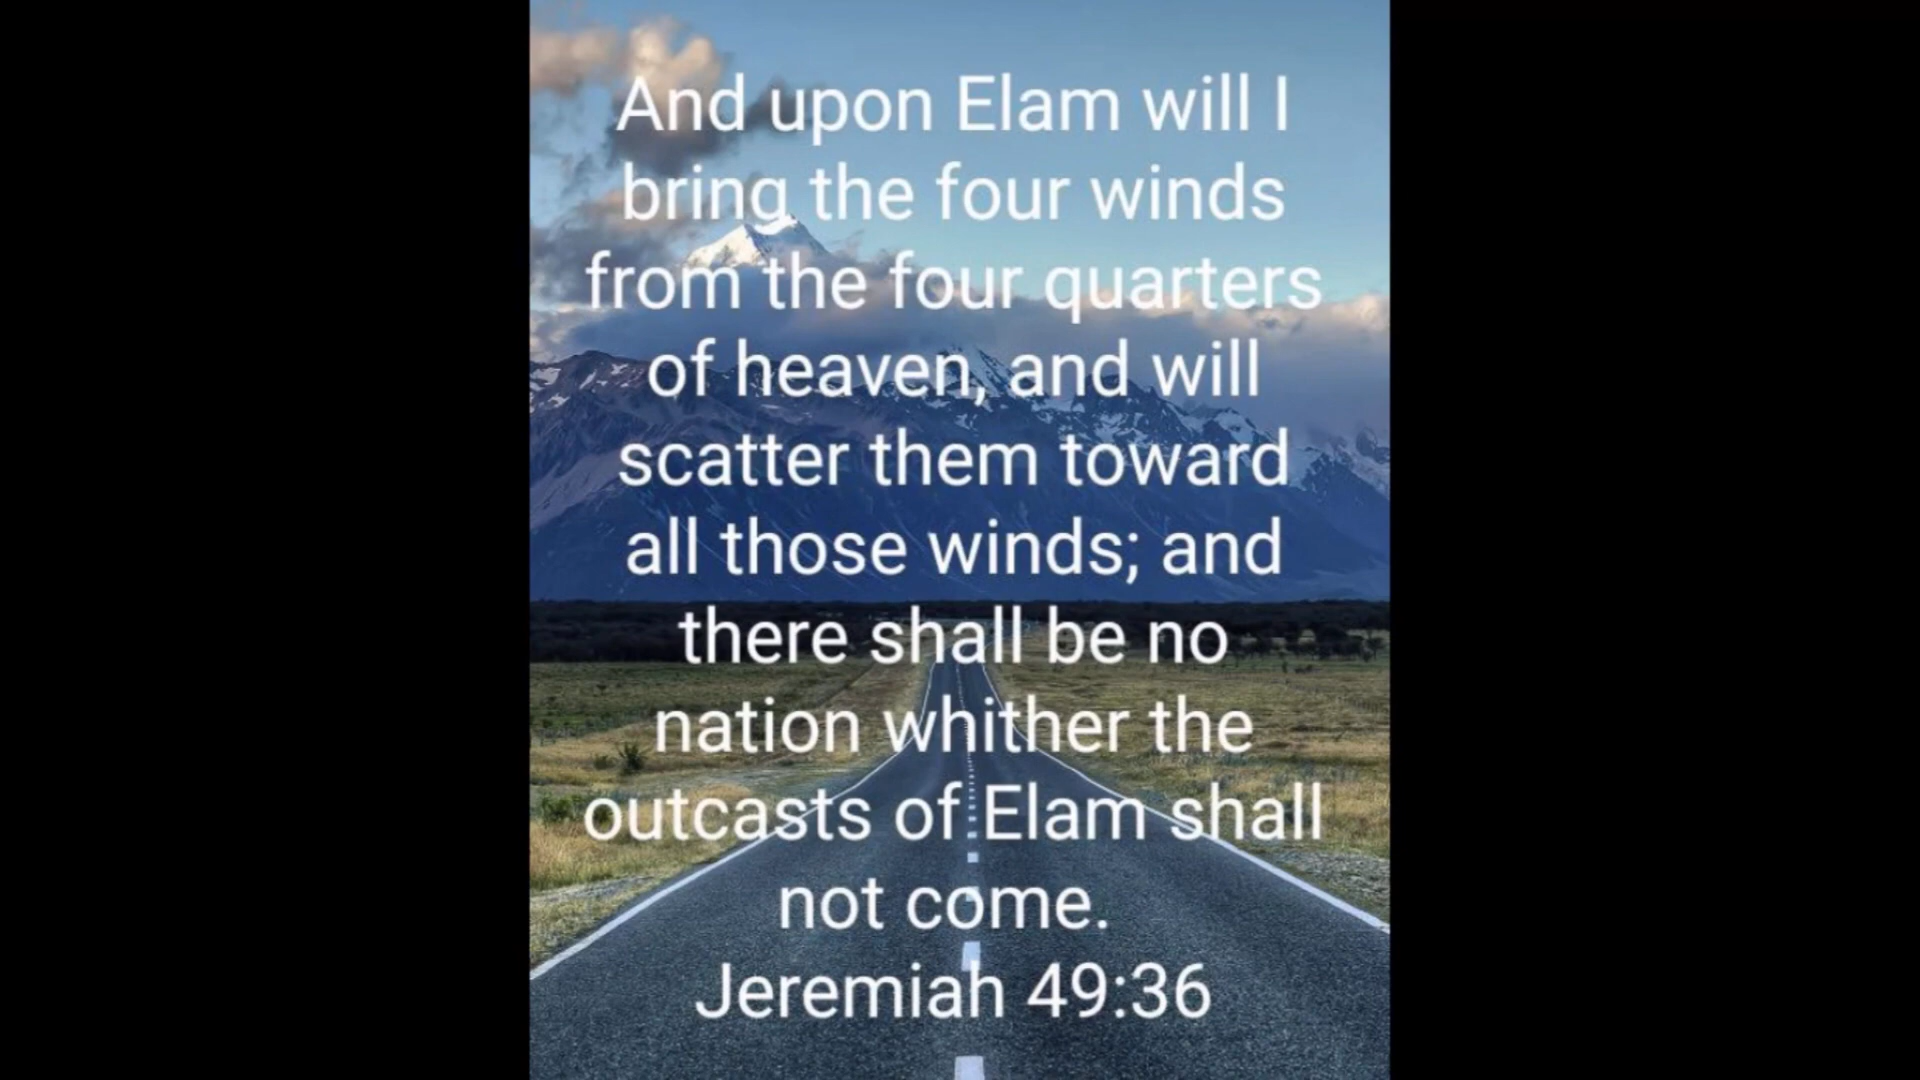 And upon Elam will I
bring the four winds
from the four quarters
of heaven, and will
scatter them toward
all those winds; and
there shall be no
nation whither the
outcasts of Elam shall
not come.
Jeremiah 49:36